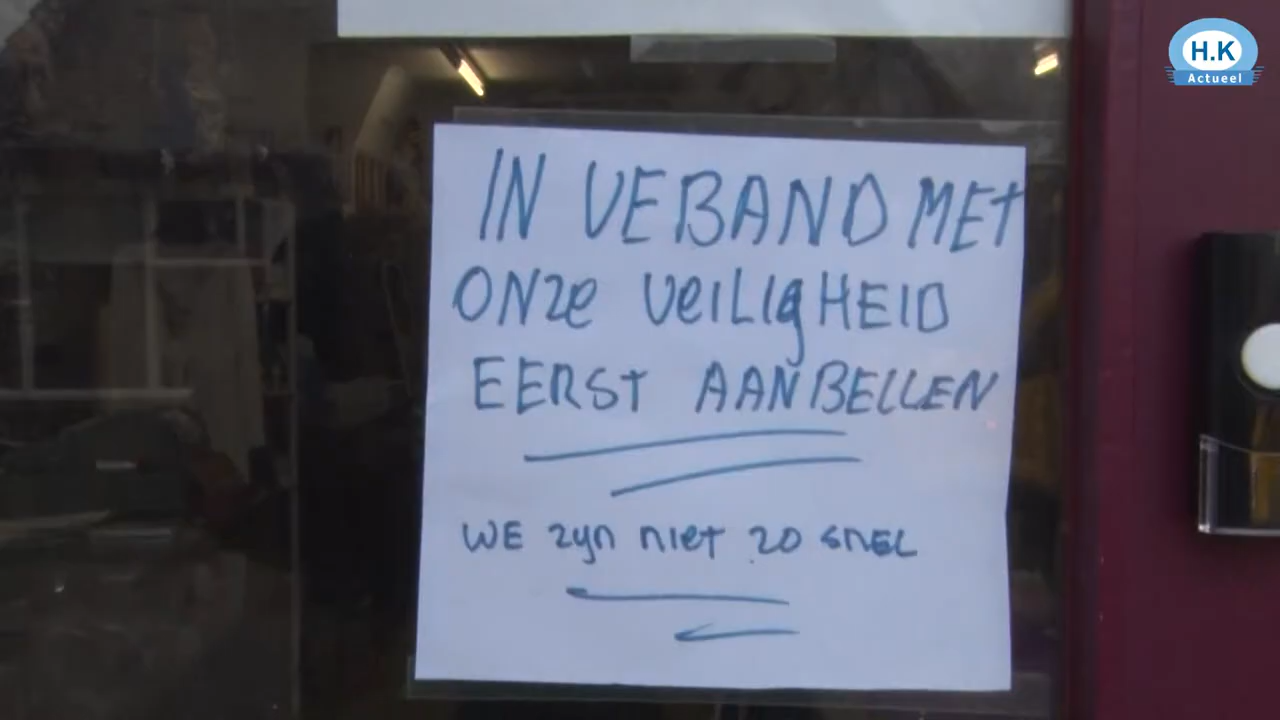 H.K
Actueel
IN VEBAND MET
ONZe VeiLigHEID
EERST AANBELLEN
WE zyn niet zo snel